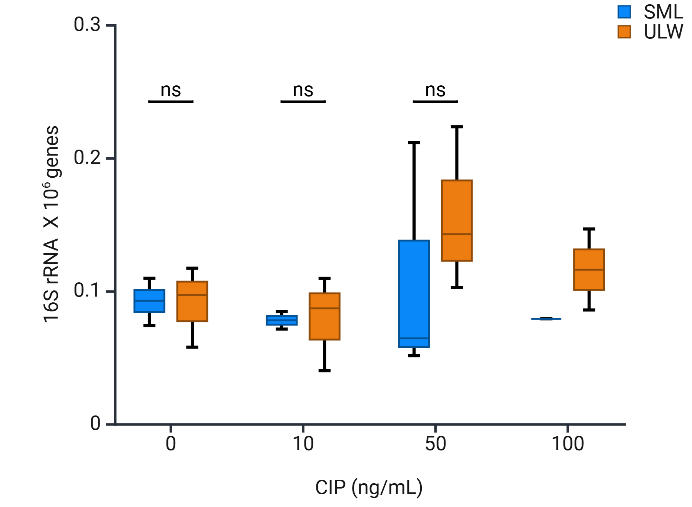 0.3
SML
ULW
ns ns ns
0.2
16S rRNA X 10⁶ genes
0.1
0
0 10 50 100
CIP (ng/mL)